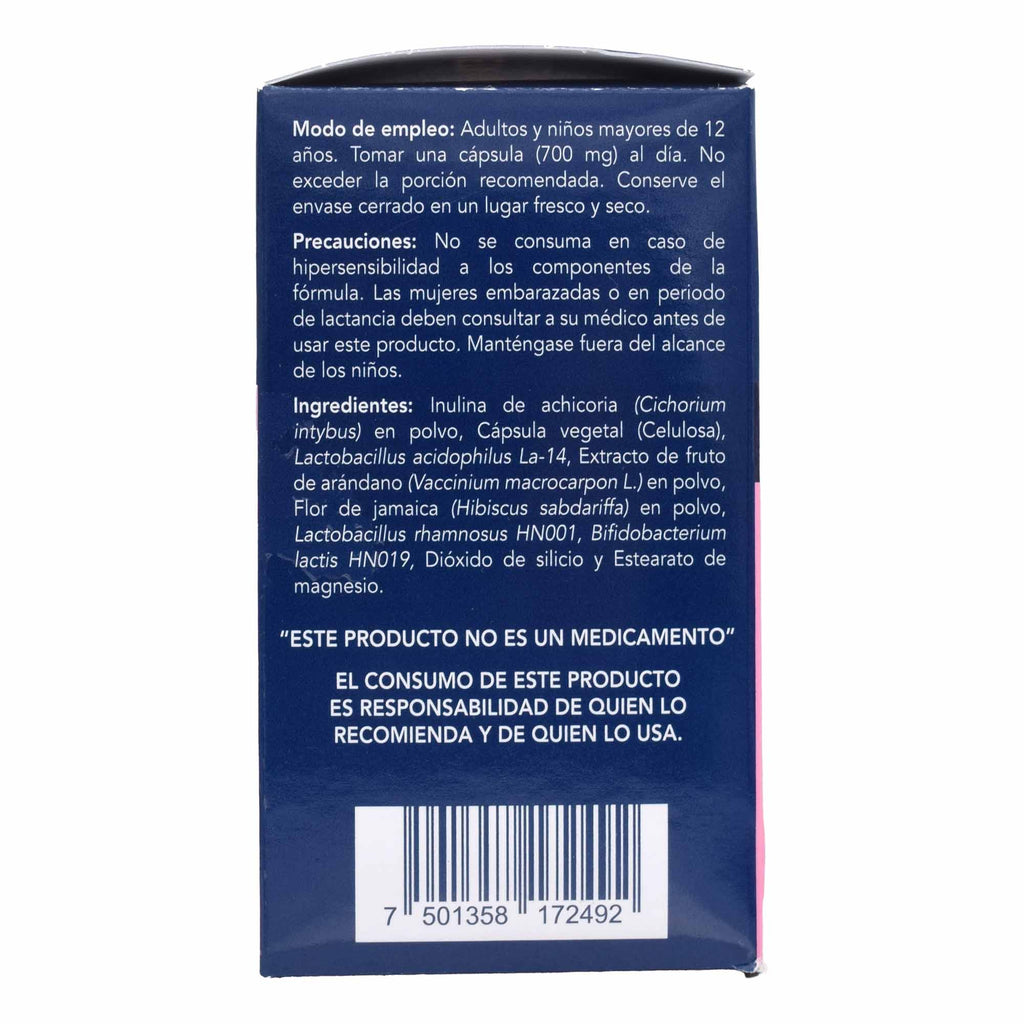 Modo de empleo: Adultos y niños mayores de 12
años. Tomar una cápsula (700 mg) al día. No
exceder la porción recomendada. Conserve el
envase cerrado en un lugar fresco y seco.
Precauciones: No se consuma en caso de
hipersensibilidad a los componentes de la
fórmula. Las mujeres embarazadas o en periodo
de lactancia deben consultar a su médico antes de
usar este producto. Manténgase fuera del alcance
de los niños.
Ingredientes: Inulina de achicoria (Cichorium
intybus) en polvo, Cápsula vegetal (Celulosa),
Lactobacillus acidophilus La-14, Extracto de fruto
de arándano (Vaccinium macrocarpon L.) en polvo,
Flor de jamaica (Hibiscus sabdariffa) en polvo,
Lactobacillus rhamnosus HN001, Bifidobacterium
lactis HN019, Dióxido de silicio y Estearato de
magnesio.
“ESTE PRODUCTO NO ES UN MEDICAMENTO”
EL CONSUMO DE ESTE PRODUCTO
ES RESPONSABILIDAD DE QUIEN LO
RECOMIENDA Y DE QUIEN LO USA.
7 501358 172492